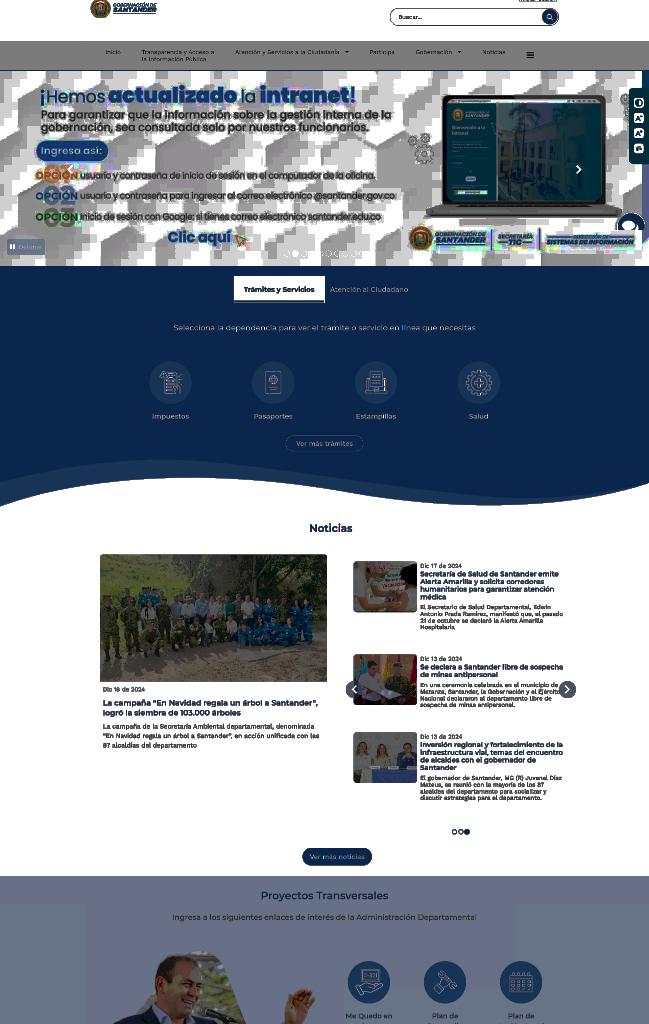 GOBERNACIÓN DE
SANTANDER
Buscar...
Inicio
Transparencia y Acceso a
la Información Pública
Atención y Servicios a la Ciudadanía
Participa
Gobernación
Noticias
¡Hemos actualizado la intranet!
Para garantizar que la información sobre la gestión interna de la
gobernación, sea consultada solo por nuestros funcionarios.
Ingresa así:
OPCIÓN usuario y contraseña de inicio de sesión en el computador de la oficina.
OPCIÓN usuario y contraseña para ingresar al correo electrónico @santander.gov.co
OPCIÓN Inicio de sesión con Google: si tienes correo electrónico santander.edu.co
Clic aquí
Detener
GOBERNACIÓN DE
SANTANDER
SECRETARÍA
TIC
SISTEMAS DE INFORMACIÓN
Trámites y Servicios
Atención al Ciudadano
Selecciona la dependencia para ver el trámite o servicio en línea que necesitas
Impuestos
Pasaportes
Estampillas
Salud
Ver más trámites
Noticias
Dic 16 de 2024
La campaña "En Navidad regala un árbol a Santander",
logró la siembra de 103.000 árboles
La campaña de la Secretaría Ambiental departamental, denominada
"En Navidad regala un árbol a Santander", en acción unificada con las
87 alcaldías del departamento
Dic 17 de 2024
Secretaría de Salud de Santander emite
Alerta Amarilla y solicita corredores
humanitarios para garantizar atención
médica
El Secretario de Salud Departamental, Edwin
Antonio Prada Ramírez, manifestó que, el pasado
21 de octubre se declaró la Alerta Amarilla
Hospitalaria.
Dic 13 de 2024
Se declara a Santander libre de sospecha
de minas antipersonal
En una ceremonia celebrada en el municipio de
Matanza, Santander, la Gobernación y el Ejército
Nacional declararon al departamento libre de
sospecha de minas antipersonal.
Dic 13 de 2024
Inversión regional y fortalecimiento de la
infraestructura vial, temas del encuentro
de alcaldes con el gobernador de
Santander
El gobernador de Santander, MG (R) Juvenal Díaz
Mateus, se reunió con la mayoría de los 87
alcaldes del departamento para socializar y
discutir estrategias para el departamento.
Ver más noticias
Proyectos Transversales
Ingresa a los siguientes enlaces de interés de la Administración Departamental
Me Quedo en
Plan de
Plan de